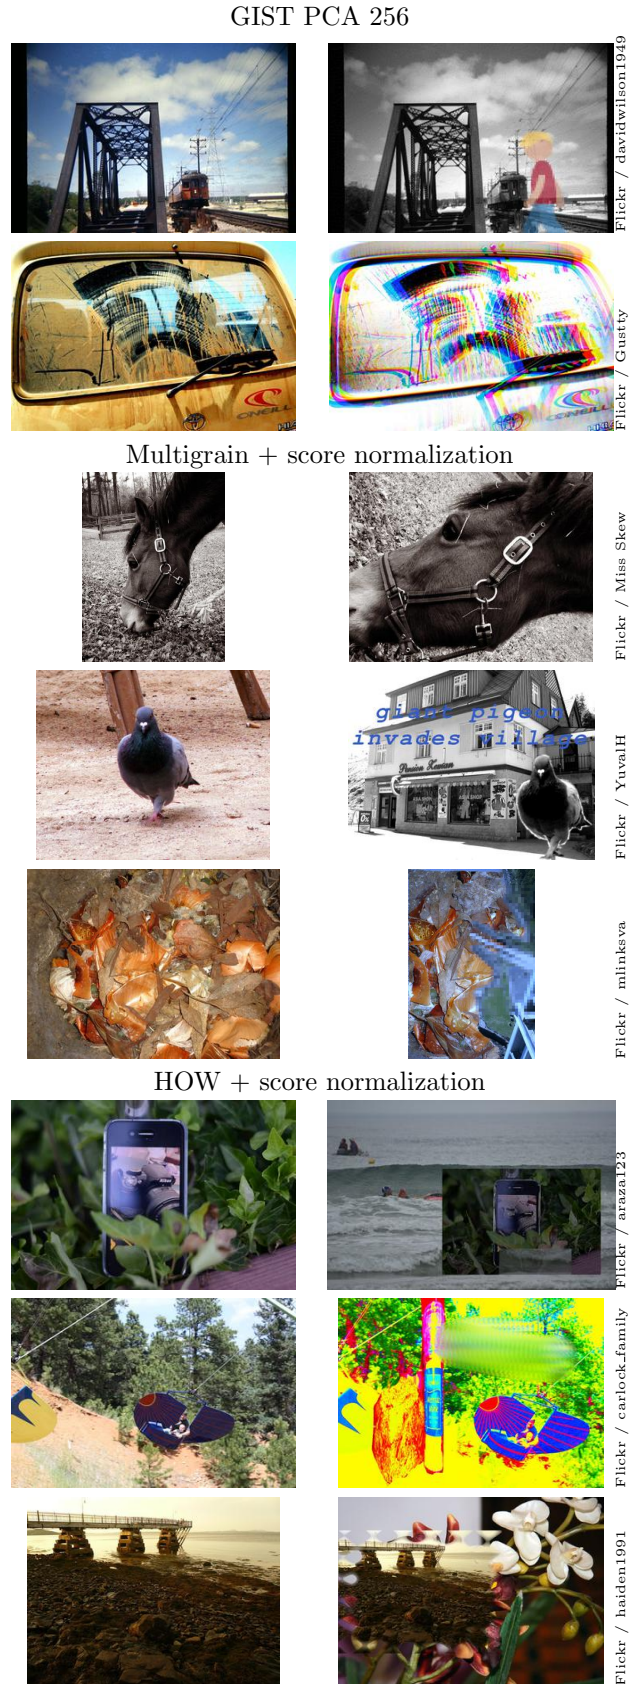 GIST PCA 256
Flickr / davidwilson1949
O'NEILL
Flickr / Gustty
Multigrain + score normalization
Flickr / Miss Skew
giant pigeon
invades village
Flickr / YuvalH
Flickr / mlinksva
HOW + score normalization
Flickr / araza123
Flickr / carlock_family
Flickr / haiden1991